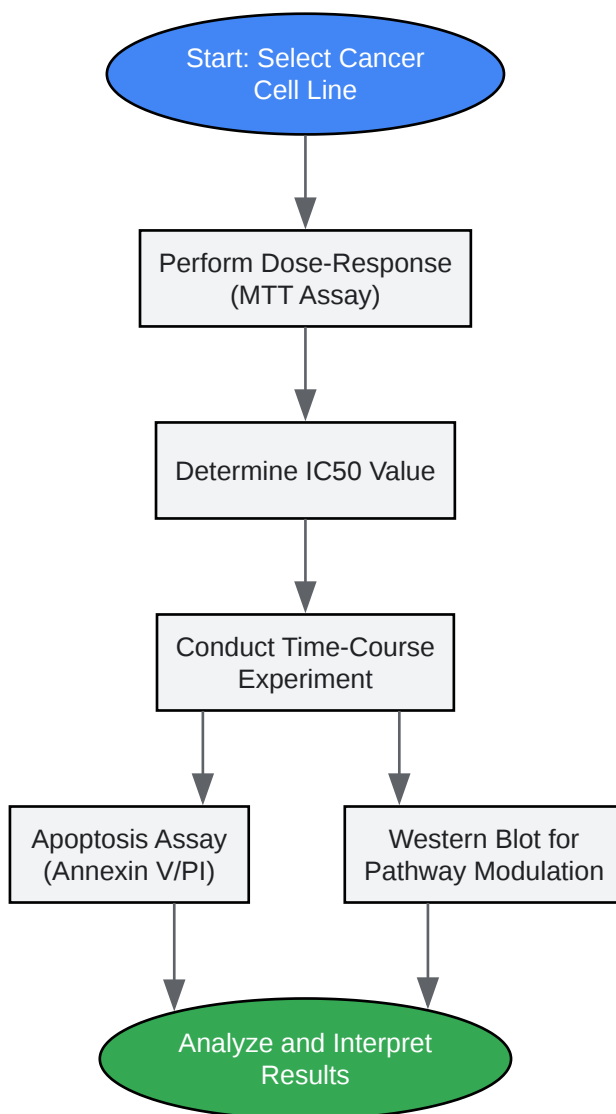 Start: Select Cancer
Cell Line
Perform Dose-Response
(MTT Assay)
Determine IC50 Value
Conduct Time-Course
Experiment
Apoptosis Assay
(Annexin V/PI)
Western Blot for
Pathway Modulation
Analyze and Interpret
Results